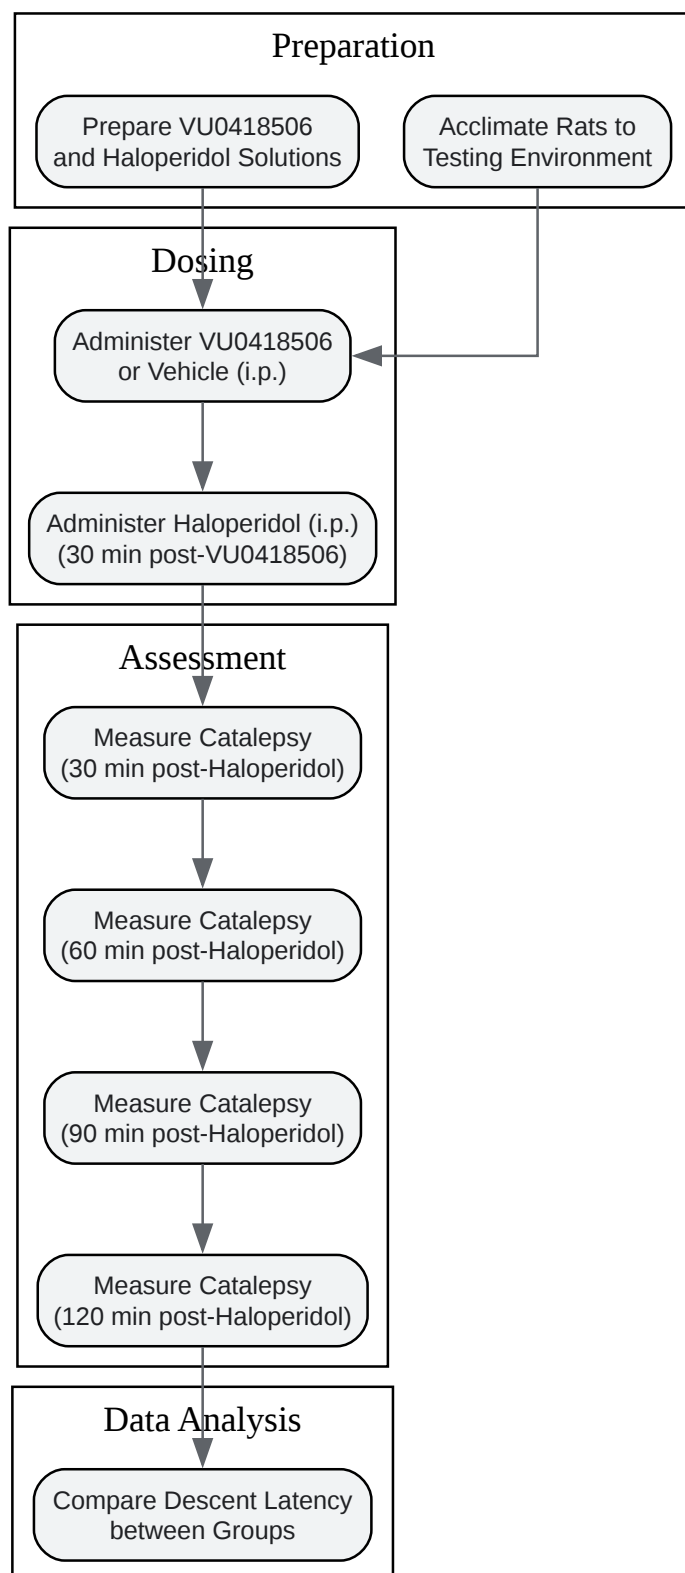 Preparation
Prepare VU0418506
and Haloperidol Solutions
Acclimate Rats to
Testing Environment
Dosing
Administer VU0418506
or Vehicle (i.p.)
Administer Haloperidol (i.p.)
(30 min post-VU0418506)
Assessment
Measure Catalepsy
(30 min post-Haloperidol)
Measure Catalepsy
(60 min post-Haloperidol)
Measure Catalepsy
(90 min post-Haloperidol)
Measure Catalepsy
(120 min post-Haloperidol)
Data Analysis
Compare Descent Latency
between Groups